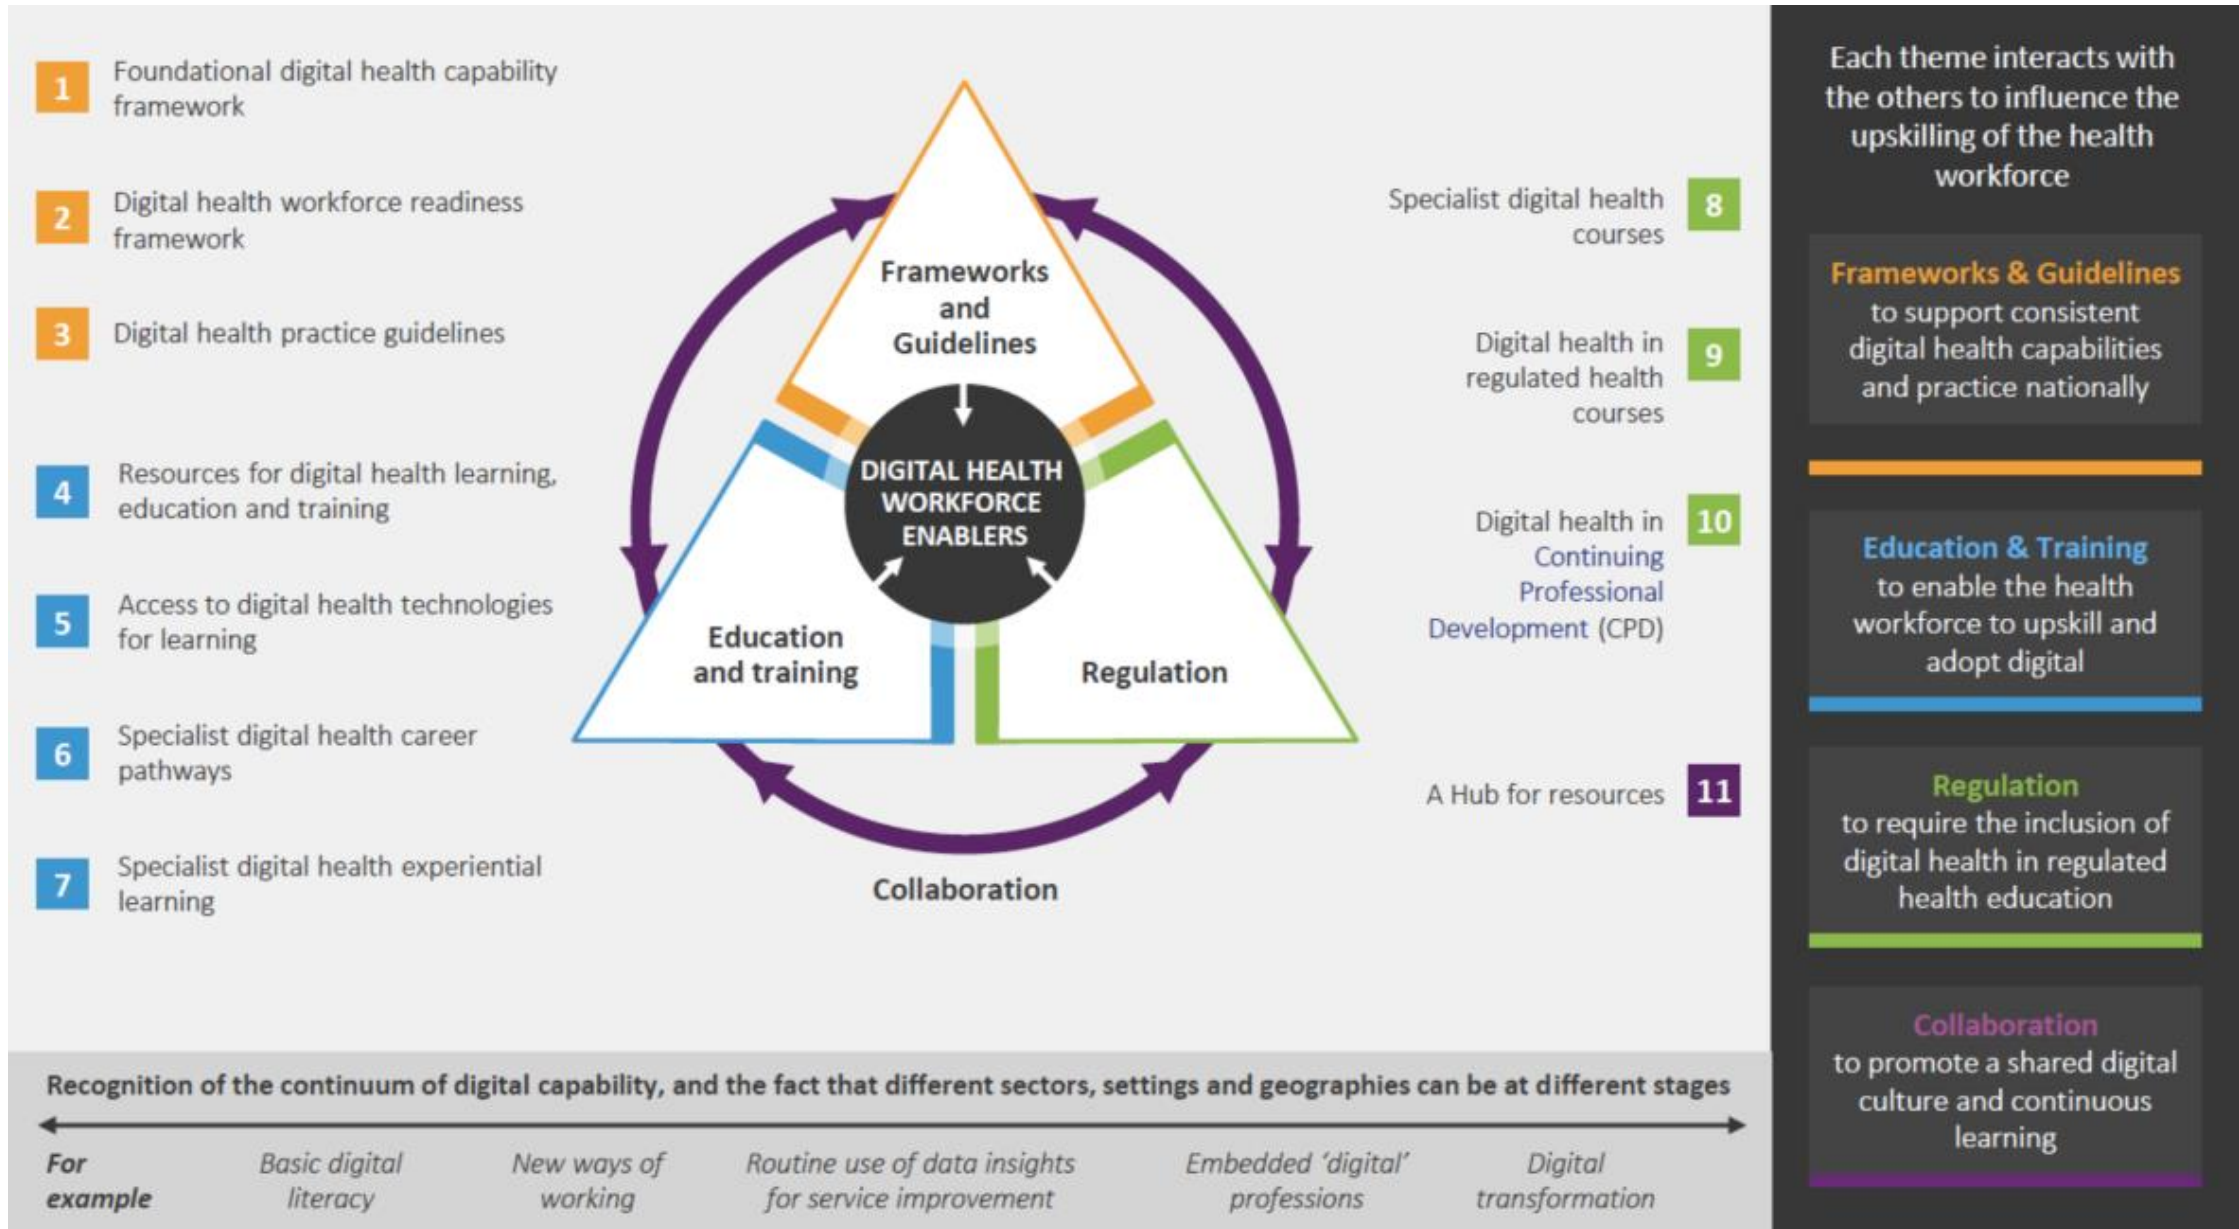 1
Foundational digital health capability
framework
2
Digital health workforce readiness
framework
3
Digital health practice guidelines
4
Resources for digital health learning,
education and training
5
Access to digital health technologies
for learning
6
Specialist digital health career
pathways
7
Specialist digital health experiential
learning
Frameworks
and
Guidelines
DIGITAL HEALTH
WORKFORCE
ENABLERS
Education
and training
Regulation
Collaboration
Specialist digital health
courses
8
Digital health in
regulated health
courses
9
Digital health in
Continuing
Professional
Development (CPD)
10
A Hub for resources
11
Each theme interacts with
the others to influence the
upskilling of the health
workforce
Frameworks & Guidelines
to support consistent
digital health capabilities
and practice nationally
Education & Training
to enable the health
workforce to upskill and
adopt digital
Regulation
to require the inclusion of
digital health in regulated
health education
Collaboration
to promote a shared digital
culture and continuous
learning
Recognition of the continuum of digital capability, and the fact that different sectors, settings and geographies can be at different stages
For
example
Basic digital
literacy
New ways of
working
Routine use of data insights
for service improvement
Embedded ‘digital’
professions
Digital
transformation